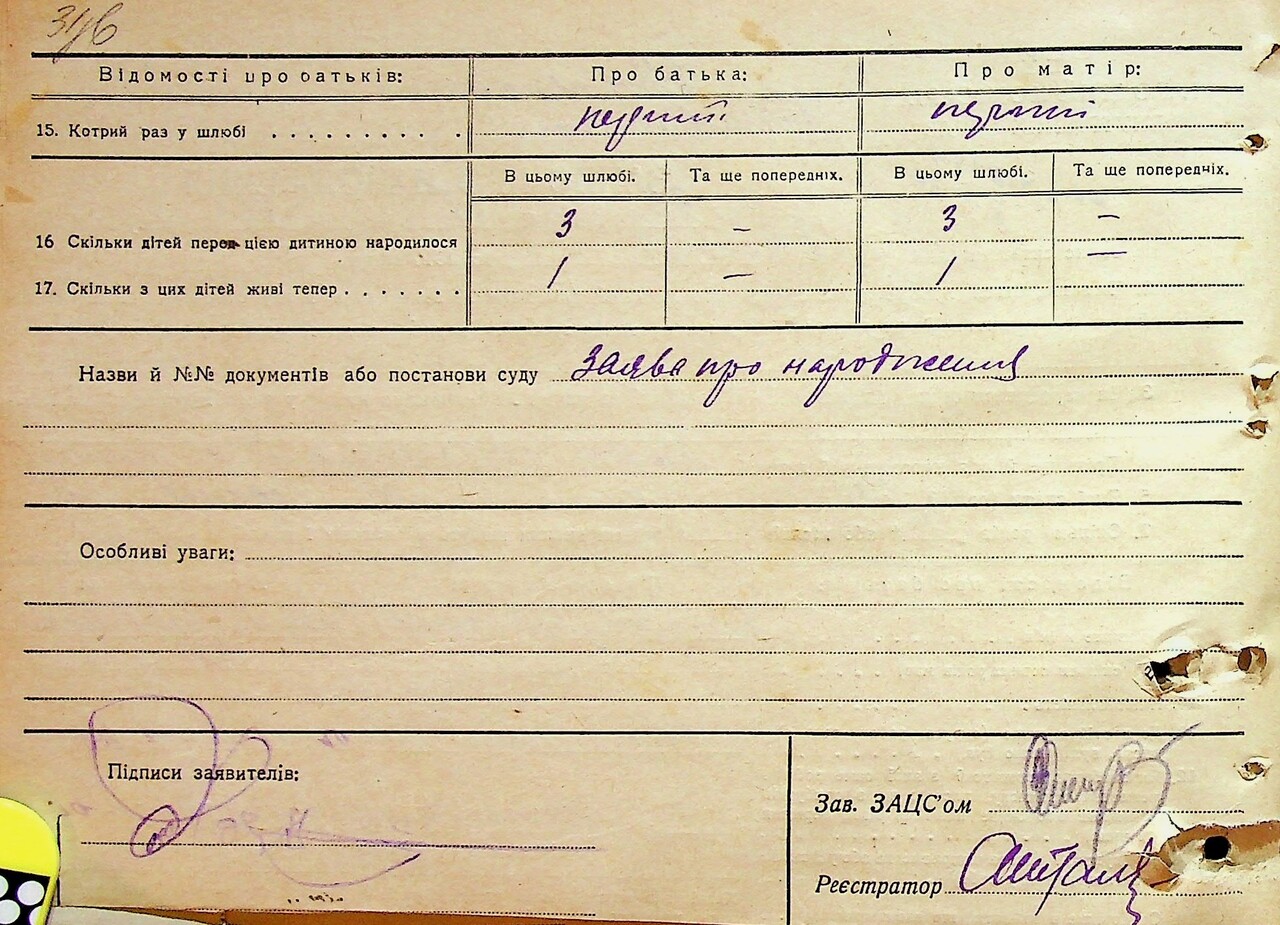 Відомості про батьків: Про батька: Про матір:
15. Котрий раз у шлюбі . . . . . . . . . . перший перший
В цьому шлюбі. Та ще попередніх. В цьому шлюбі. Та ще попередніх.
16 Скільки дітей перед цією дитиною народилося 3 — 3 —
17. Скільки з цих дітей живі тепер . . . . . . . 1 — 1 —
Назви й №№ документів або постанови суду Заява про народження
Особливі уваги:
Підписи заявителів:
Зав. ЗАЦС'ом
Реєстратор